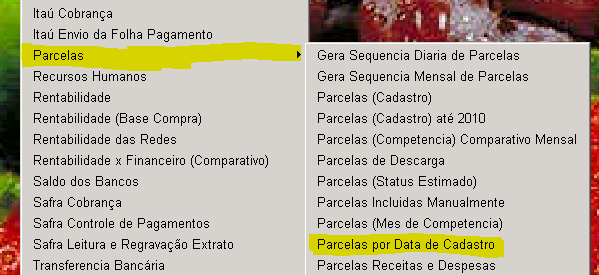 Itaú Cobrança
Itaú Envio da Folha Pagamento
Parcelas
Recursos Humanos
Rentabilidade
Rentabilidade (Base Compra)
Rentabilidade das Redes
Rentabilidade x Financeiro (Comparativo)
Saldo dos Bancos
Safra Cobrança
Safra Controle de Pagamentos
Safra Leitura e Regravação Extrato
Transferencia Bancária
Gera Sequencia Diaria de Parcelas
Gera Sequencia Mensal de Parcelas
Parcelas (Cadastro)
Parcelas (Cadastro) até 2010
Parcelas (Competencia) Comparativo Mensal
Parcelas de Descarga
Parcelas (Status Estimado)
Parcelas Incluidas Manualmente
Parcelas (Mes de Competencia)
Parcelas por Data de Cadastro
Parcelas Receitas e Despesas